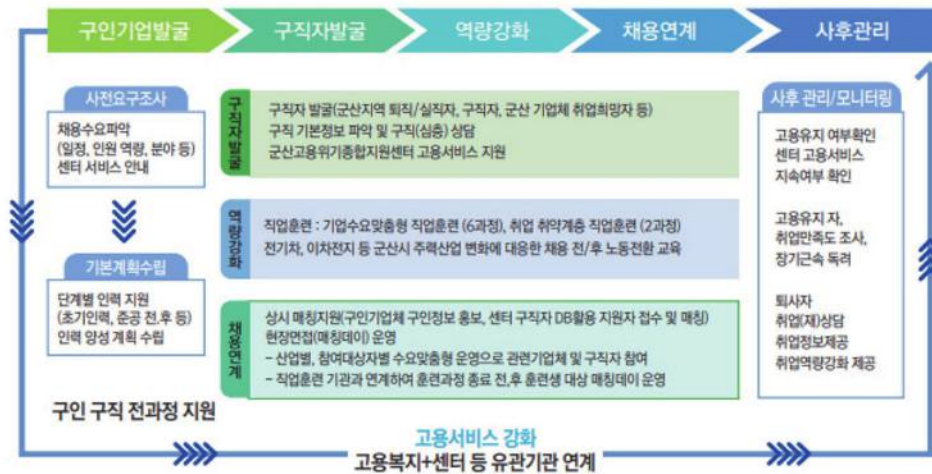 구인기업발굴
구직자발굴
역량강화
채용연계
사후관리
사전요구조사
채용수요파악
(일정, 인원 역량, 분야 등)
센터 서비스 안내
기본계획수립
단계별 인력 지원
(초기인력, 준공 전.후 등)
인력 양성 계획 수립
구직자발굴
구직자 발굴(군산지역 퇴직/실직자, 구직자, 군산 기업체 취업희망자 등)
구직 기본정보 파악 및 구직(심층) 상담
군산고용위기종합지원센터 고용서비스 지원
역량강화
직업훈련 : 기업수요맞춤형 직업훈련 (6과정), 취업 취약계층 직업훈련 (2과정)
전기차, 이차전지 등 군산시 주력산업 변화에 대응한 채용 전/후 노동전환 교육
채용연계
상시 매칭지원(구인기업체 구인정보 홍보, 센터 구직자 DB활용 지원자 접수 및 매칭)
현장면접(매칭데이) 운영
– 산업별, 참여대상자별 수요맞춤형 운영으로 관련기업체 및 구직자 참여
– 직업훈련 기관과 연계하여 훈련과정 종료 전,후 훈련생 대상 매칭데이 운영
사후 관리/모니터링
고용유지 여부확인
센터 고용서비스
지속여부 확인
고용유지 자,
취업만족도 조사,
장기근속 독려
퇴사자
취업(재)상담
취업정보제공
취업역량강화 제공
구인 구직 전과정 지원
고용서비스 강화
고용복지+센터 등 유관기관 연계